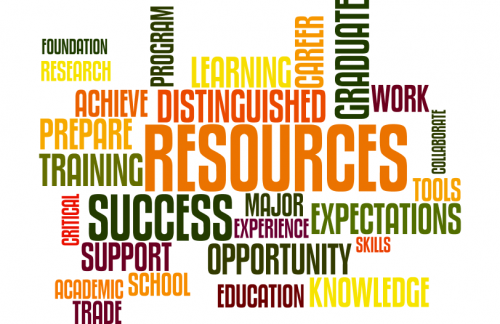 FOUNDATION
PROGRAM
CAREER
GRADUATE
RESEARCH
LEARNING
ACHIEVE
DISTINGUISHED
WORK
PREPARE
RESOURCES
COLLABORATE
TRAINING
TOOLS
CRITICAL
SUCCESS
MAJOR
EXPERIENCE
EXPECTATIONS
SUPPORT
OPPORTUNITY
SKILLS
ACADEMIC
SCHOOL
EDUCATION
KNOWLEDGE
TRADE